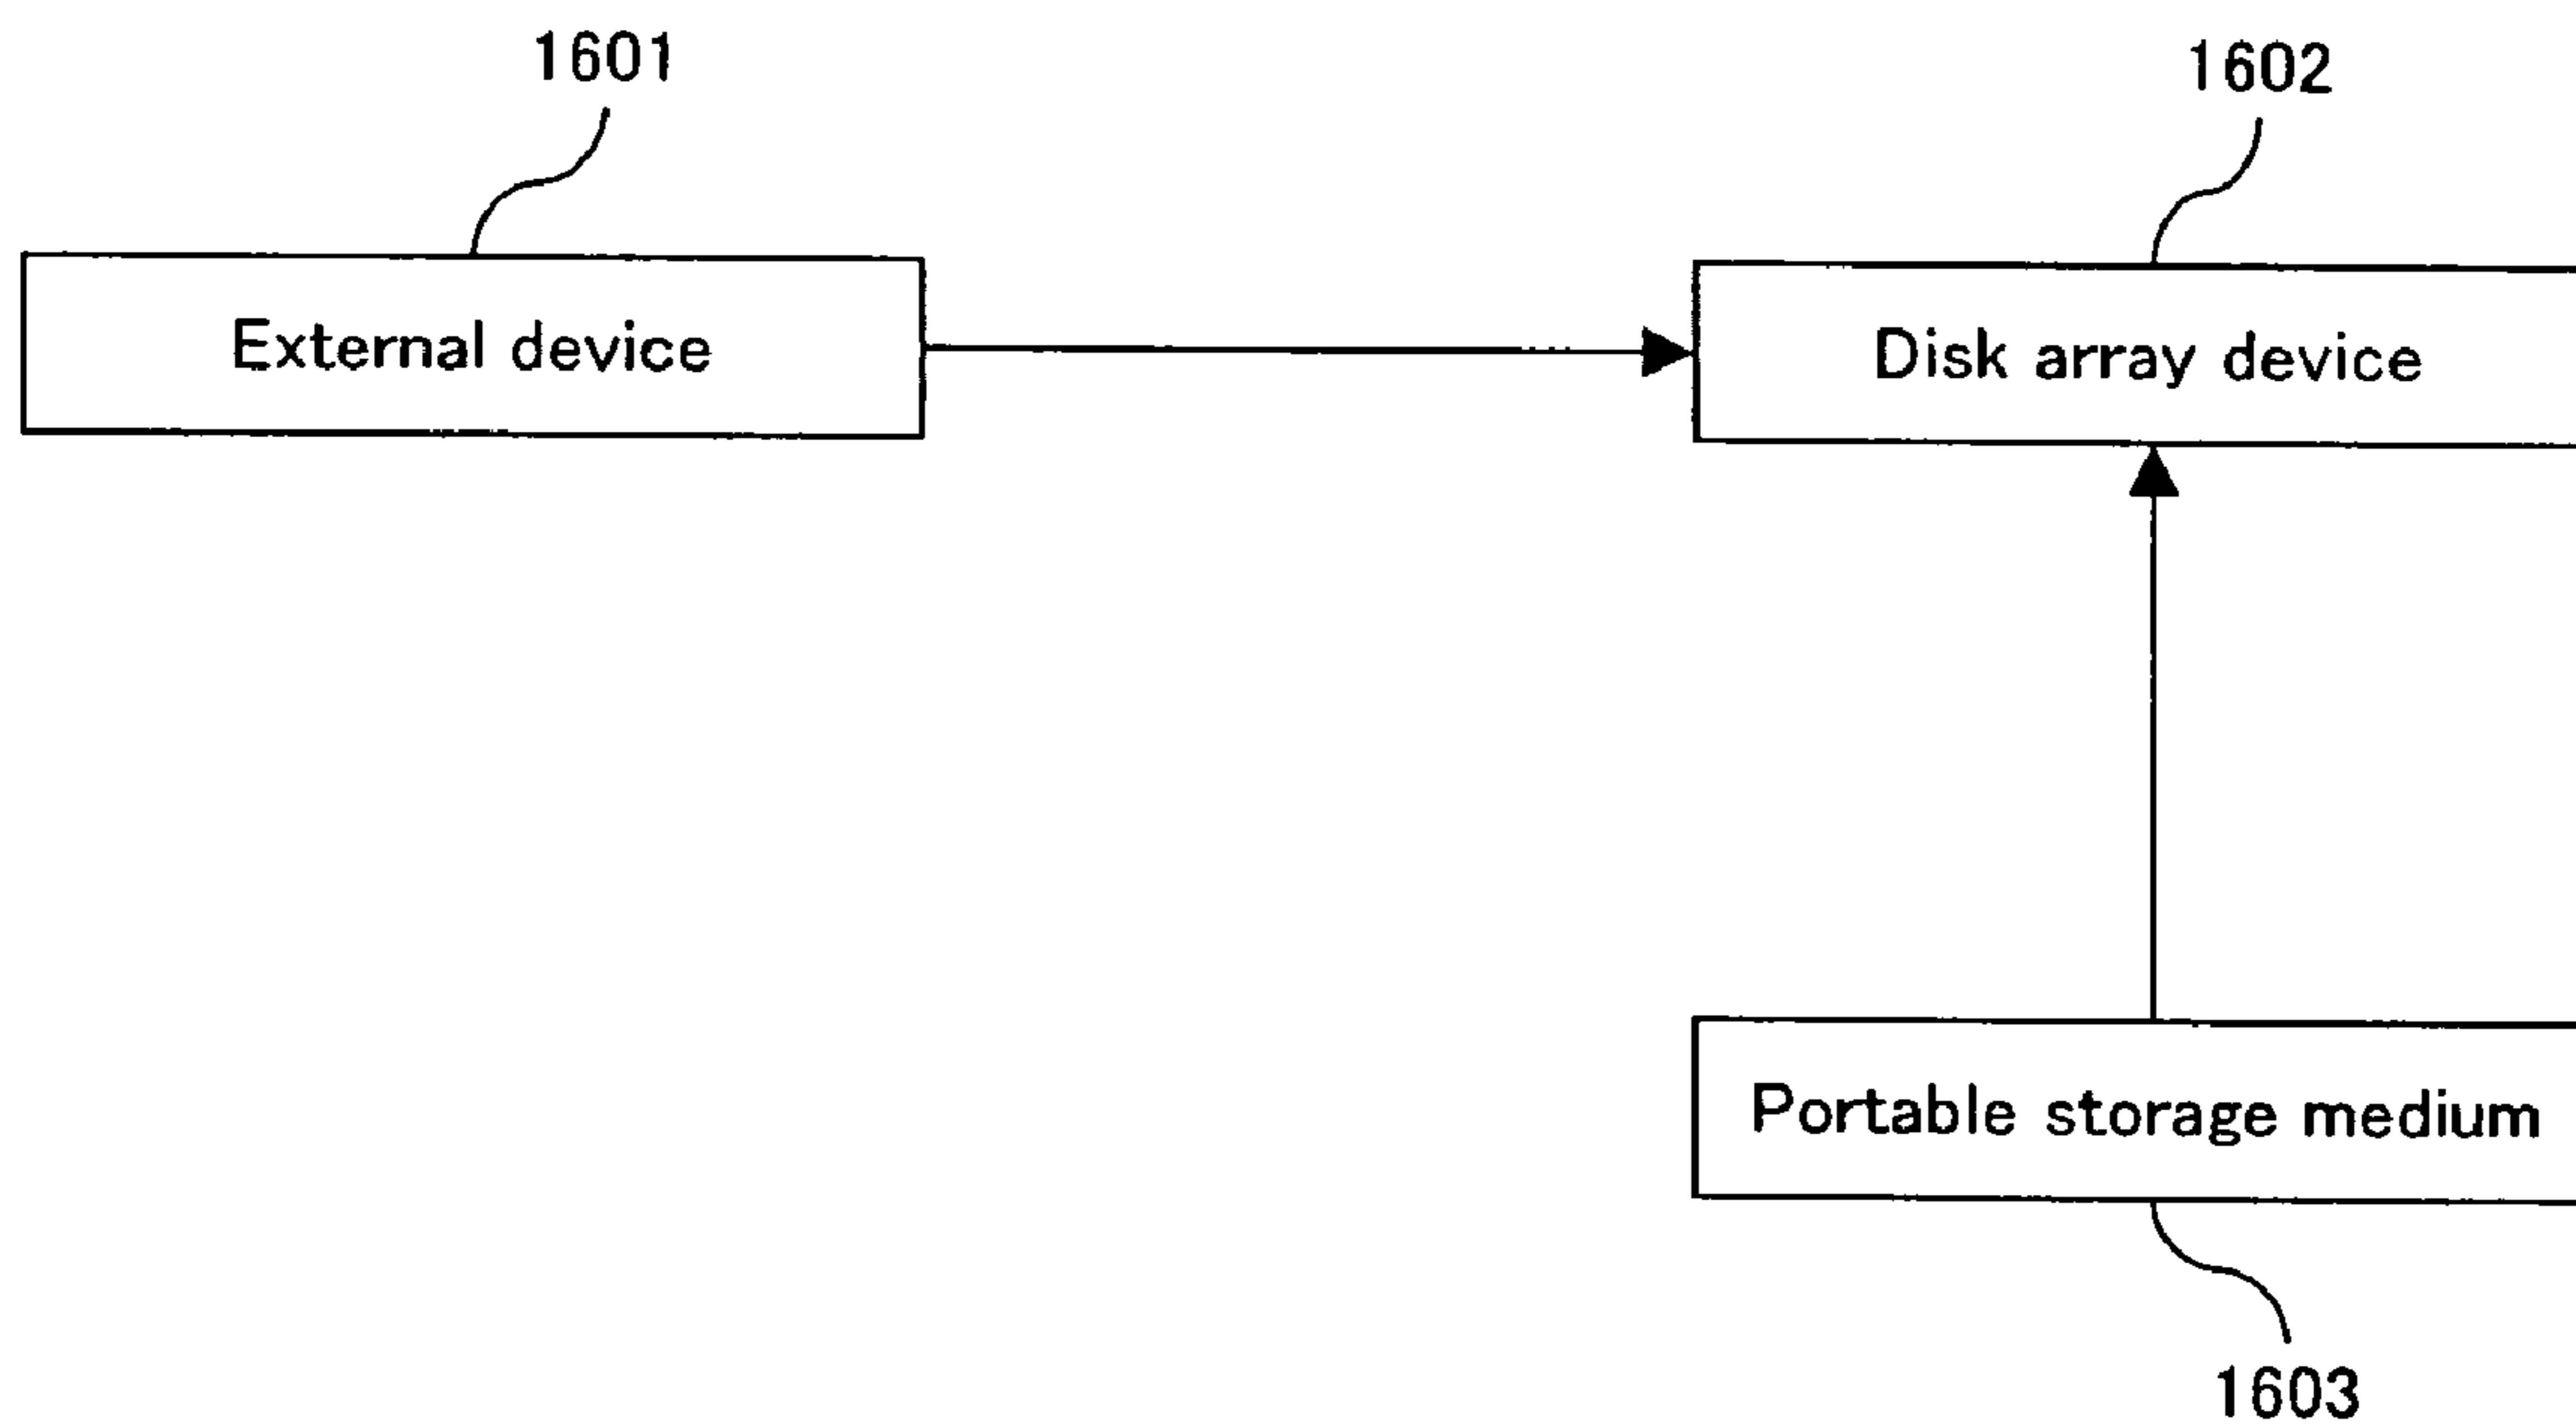 1601
1602
External device
Disk array device
Portable storage medium
1603